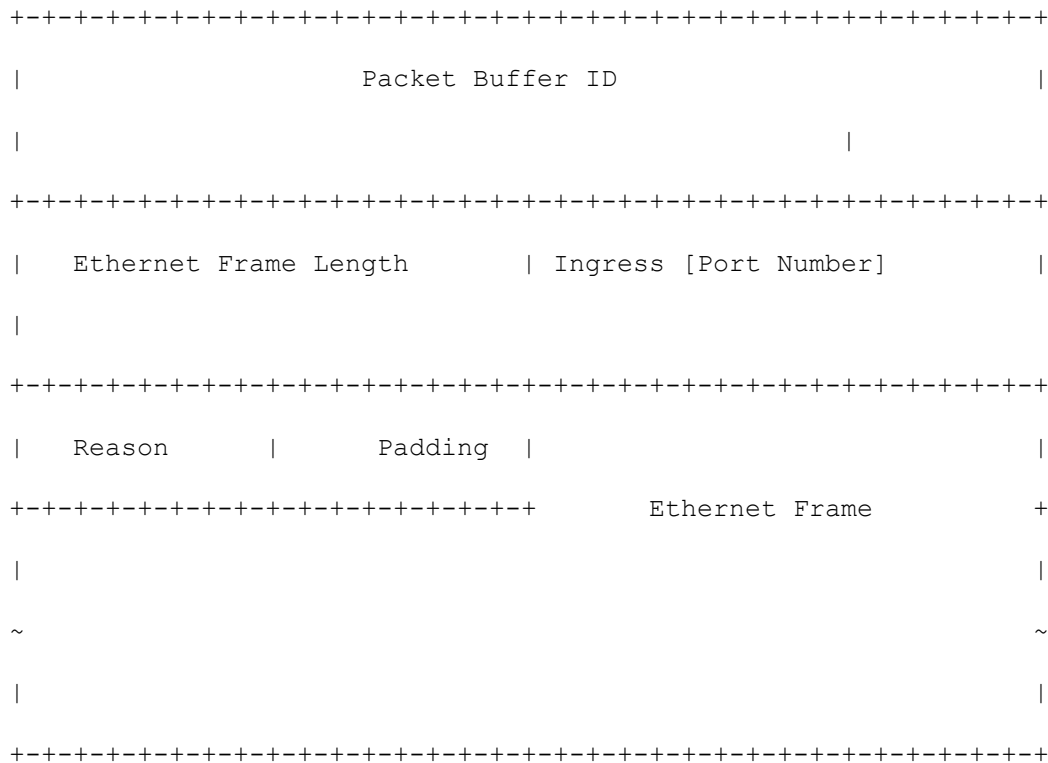 +-+-+-+-+-+-+-+-+-+-+-+-+-+-+-+-+-+-+-+-+-+-+-+-+-+-+-+-+-+-+-+-+
| Packet Buffer ID |
| |
+-+-+-+-+-+-+-+-+-+-+-+-+-+-+-+-+-+-+-+-+-+-+-+-+-+-+-+-+-+-+-+-+
| Ethernet Frame Length | Ingress [Port Number] |
|
+-+-+-+-+-+-+-+-+-+-+-+-+-+-+-+-+-+-+-+-+-+-+-+-+-+-+-+-+-+-+-+-+
| Reason | Padding | |
+-+-+-+-+-+-+-+-+-+-+-+-+-+-+-+-+ Ethernet Frame +
| |
~ ~
| |
+-+-+-+-+-+-+-+-+-+-+-+-+-+-+-+-+-+-+-+-+-+-+-+-+-+-+-+-+-+-+-+-+